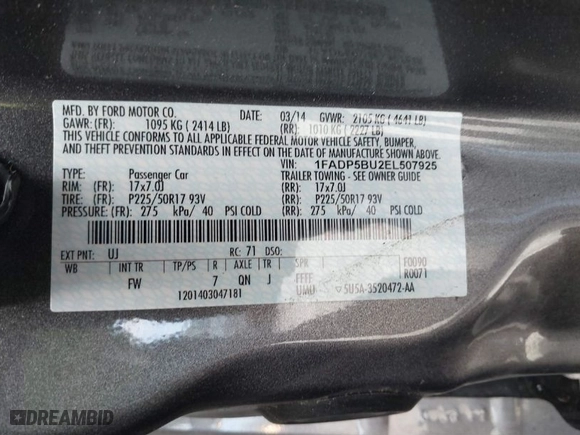 MFD. BY FORD MOTOR CO. DATE: 03/14 GVWR: 2105 KG ( 4641 LB)
GAWR: (FR): 1095 KG ( 2414 LB) (RR): 1010 KG ( 2227 LB)
THIS VEHICLE CONFORMS TO ALL APPLICABLE FEDERAL MOTOR VEHICLE SAFETY, BUMPER,
AND THEFT PREVENTION STANDARDS IN EFFECT ON THE DATE OF MANUFACTURE SHOWN ABOVE.
VIN: 1FADP5BU2EL507925
TYPE: Passenger Car TRAILER TOWING - SEE OWNER GUIDE
RIM: (FR): 17x7.0J (RR): 17x7.0J
TIRE: (FR): P225/50R17 93V (RR): P225/50R17 93V
PRESSURE: (FR): 275 kPa/ 40 PSI COLD (RR): 275 kPa/ 40 PSI COLD
EXT PNT: UJ RC: 71 DSO: F0090
WB INT TR TP/PS R AXLE TR SPR R0071
FW 7 QN J
UMU 5U5A-3520472-AA
1201403047181
DREAMBID